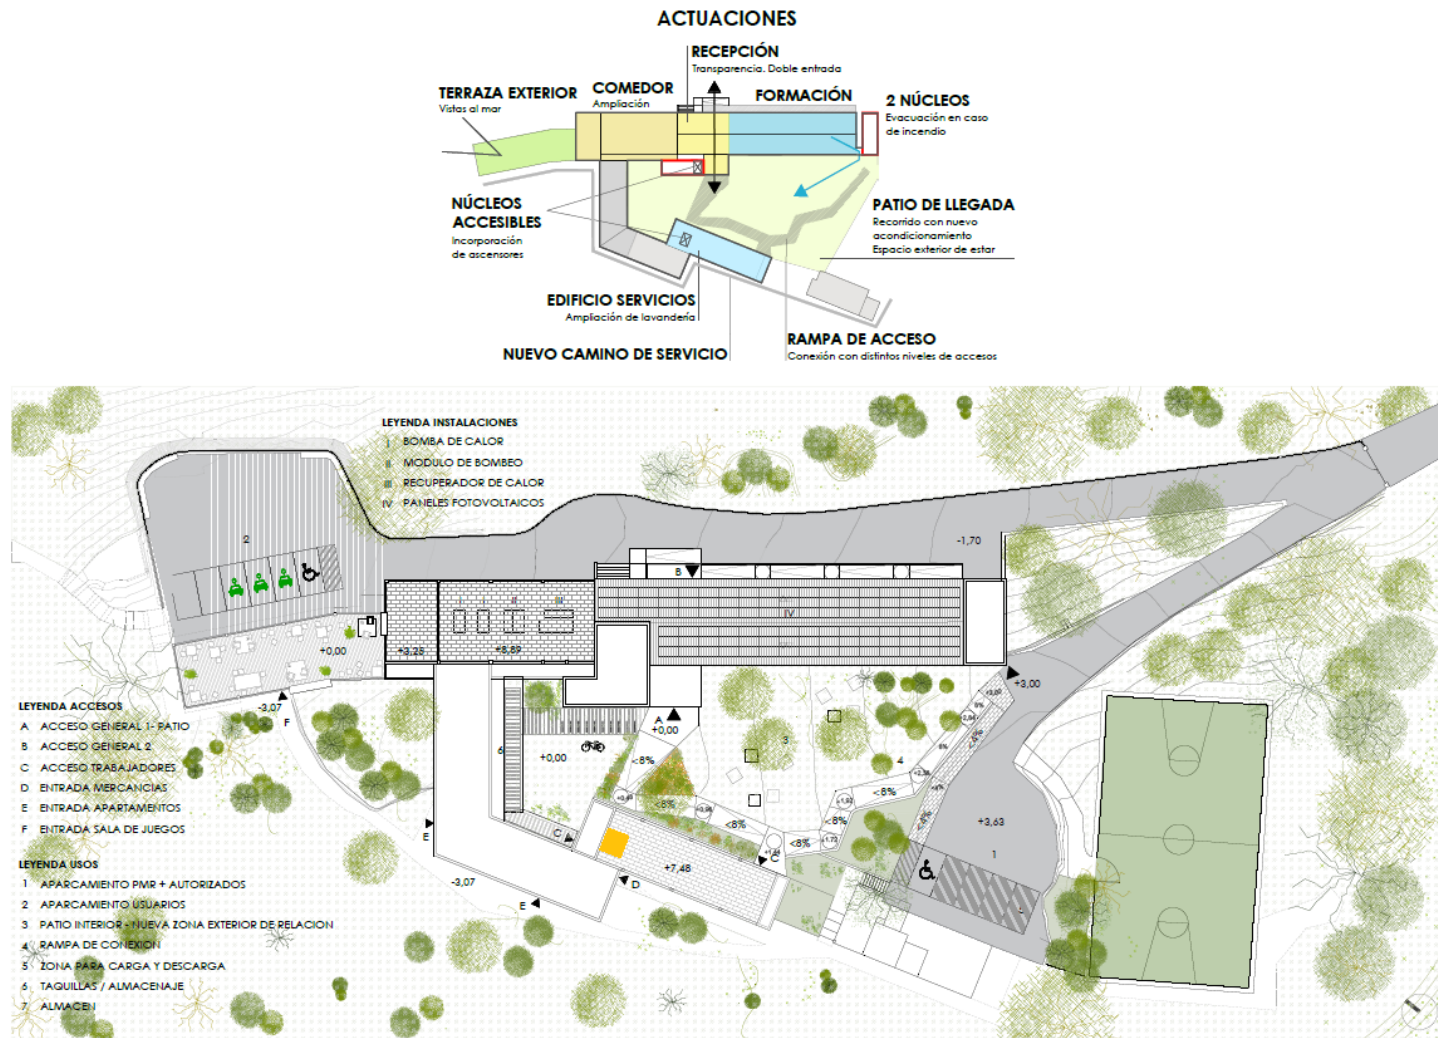 ACTUACIONES
RECEPCIÓN
Transparencia. Doble entrada
TERRAZA EXTERIOR
Vistas al mar
COMEDOR
Ampliación
FORMACIÓN
2 NÚCLEOS
Evacuación en caso
de incendio
NÚCLEOS
ACCESIBLES
Incorporación
de ascensores
PATIO DE LLEGADA
Recorrido con nuevo
acondicionamiento
Espacio exterior de estar
EDIFICIO SERVICIOS
Ampliación de lavandería
NUEVO CAMINO DE SERVICIO
RAMPA DE ACCESO
Conexión con distintos niveles de accesos
LEYENDA INSTALACIONES
I BOMBA DE CALOR
II MODULO DE BOMBEO
III RECUPERADOR DE CALOR
IV PANELES FOTOVOLTAICOS
2
-1,70
B
IV
+0,00
+3,25
+8,89
+3,00
-3,07
F
LEYENDA ACCESOS
A ACCESO GENERAL 1- PATIO
B ACCESO GENERAL 2
C ACCESO TRABAJADORES
D ENTRADA MERCANCIAS
E ENTRADA APARTAMENTOS
F ENTRADA SALA DE JUEGOS
A
+0,00
6
+0,00
3
4
<8%
<8%
<8%
<8%
<8%
<8%
<8%
C
C
+7,48
+3,63
1
E
D
-3,07
E
LEYENDA USOS
1 APARCAMIENTO PMR + AUTORIZADOS
2 APARCAMIENTO USUARIOS
3 PATIO INTERIOR - NUEVA ZONA EXTERIOR DE RELACION
4 RAMPA DE CONEXION
5 ZONA PARA CARGA Y DESCARGA
6 TAQUILLAS / ALMACENAJE
7 ALMACEN